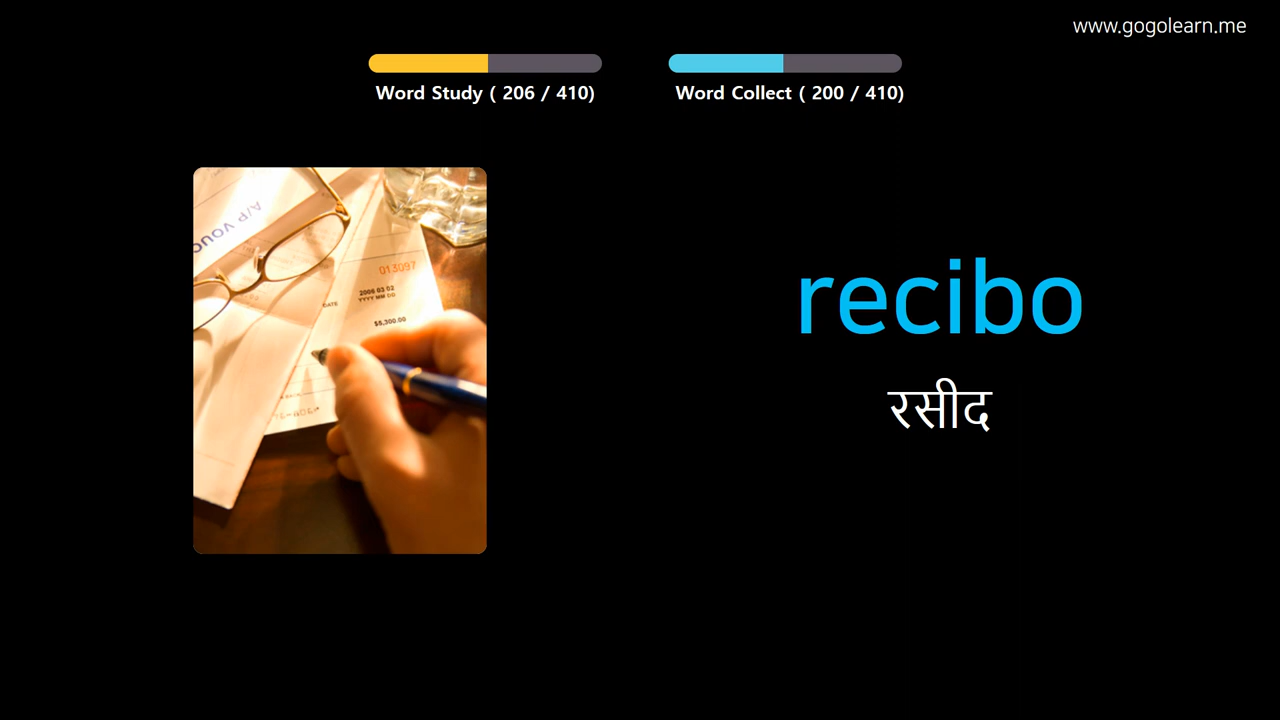 www.gogolearn.me
Word Study ( 206 / 410)
Word Collect ( 200 / 410)
A/P VOUC
013097
2006 03 02
DATE YYYY MM DD
$5,300.00
recibo
रसीद